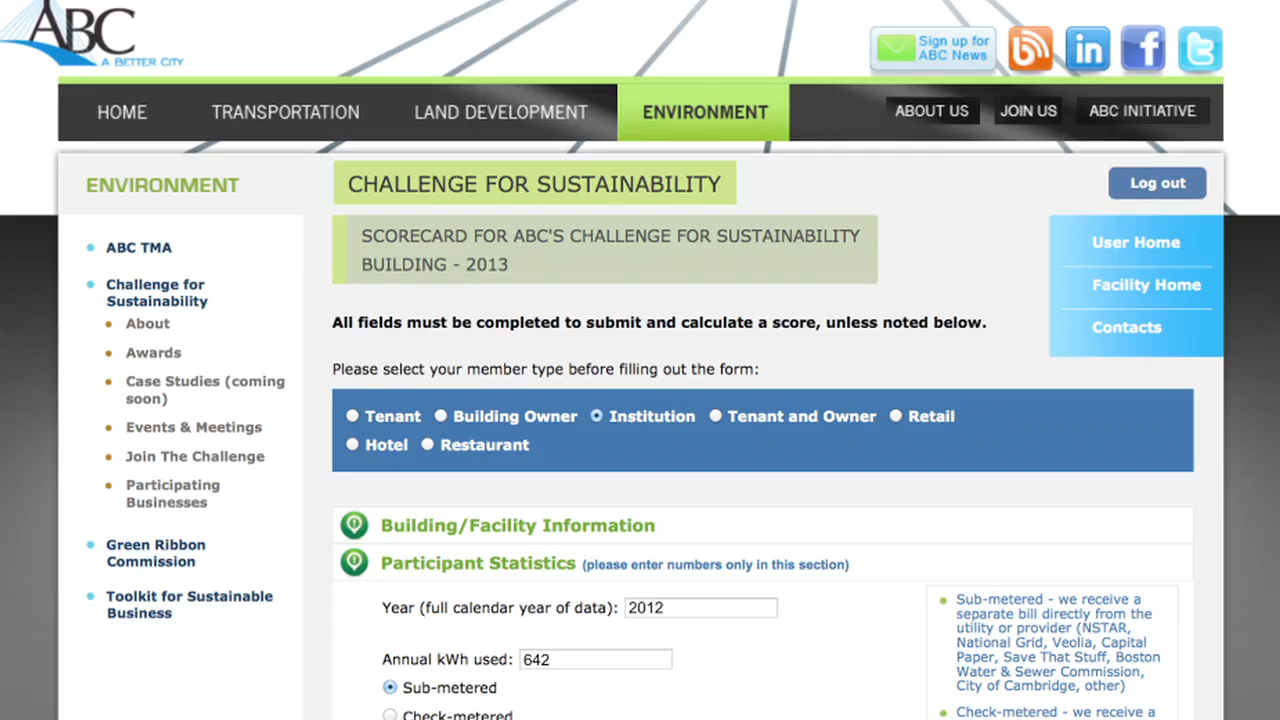 ABC
A BETTER CITY
Sign up for
ABC News
HOME TRANSPORTATION LAND DEVELOPMENT ENVIRONMENT ABOUT US JOIN US ABC INITIATIVE
ENVIRONMENT
ABC TMA
Challenge for
Sustainability
About
Awards
Case Studies (coming
soon)
Events & Meetings
Join The Challenge
Participating
Businesses
Green Ribbon
Commission
Toolkit for Sustainable
Business
CHALLENGE FOR SUSTAINABILITY
SCORECARD FOR ABC'S CHALLENGE FOR SUSTAINABILITY
BUILDING - 2013
All fields must be completed to submit and calculate a score, unless noted below.
Please select your member type before filling out the form:
Tenant Building Owner Institution Tenant and Owner Retail
Hotel Restaurant
Building/Facility Information
Participant Statistics (please enter numbers only in this section)
Year (full calendar year of data): 2012
Annual kWh used: 642
Sub-metered
Check-metered
Sub-metered - we receive a
separate bill directly from the
utility or provider (NSTAR,
National Grid, Veolia, Capital
Paper, Save That Stuff, Boston
Water & Sewer Commission,
City of Cambridge, other)
Check-metered - we receive a
Log out
User Home
Facility Home
Contacts